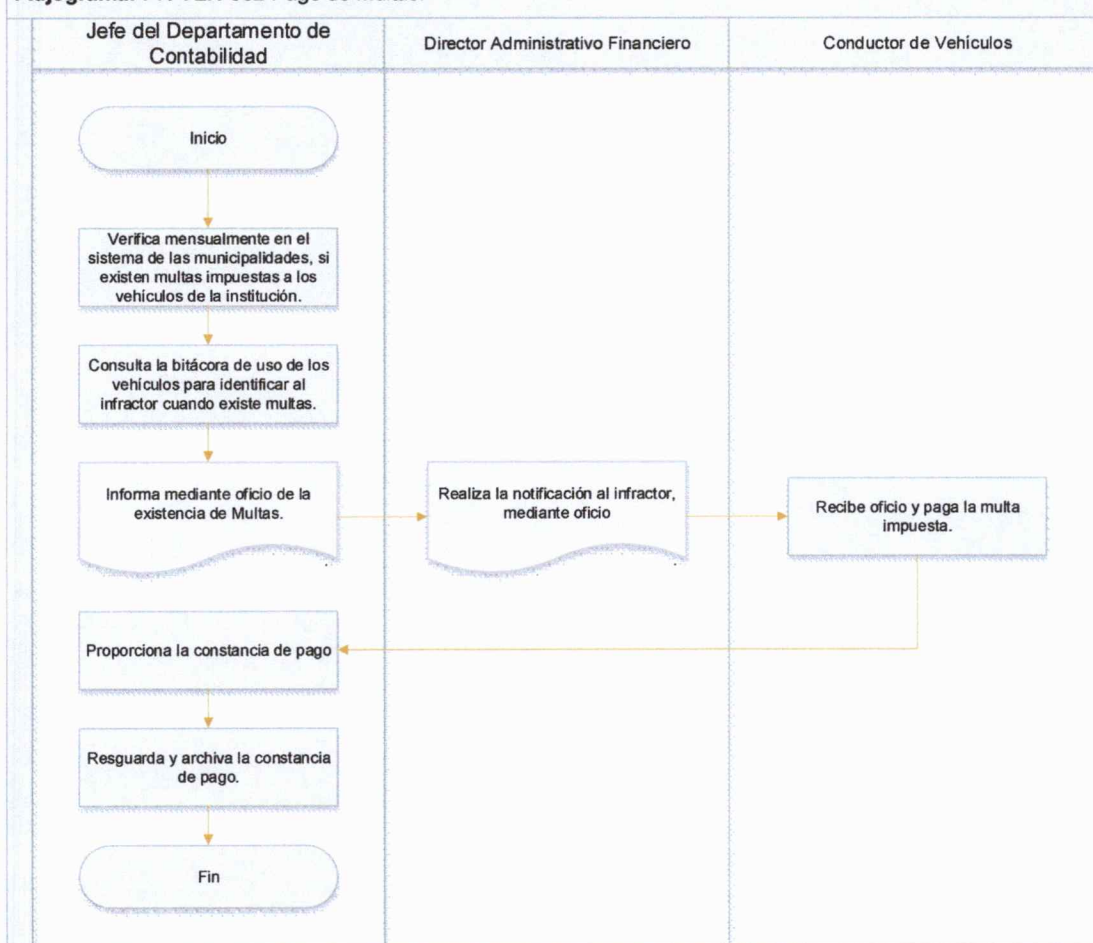 Flujograma: Pago de Multas.
Jefe del Departamento de
Contabilidad
Director Administrativo Financiero
Conductor de Vehículos
Inicio
Verifica mensualmente en el
sistema de las municipalidades, si
existen multas impuestas a los
vehículos de la institución.
Consulta la bitácora de uso de los
vehículos para identificar al
infractor cuando existe multas.
Informa mediante oficio de la
existencia de Multas.
Realiza la notificación al infractor,
mediante oficio
Recibe oficio y paga la multa
impuesta.
Proporciona la constancia de pago
Resguarda y archiva la constancia
de pago.
Fin